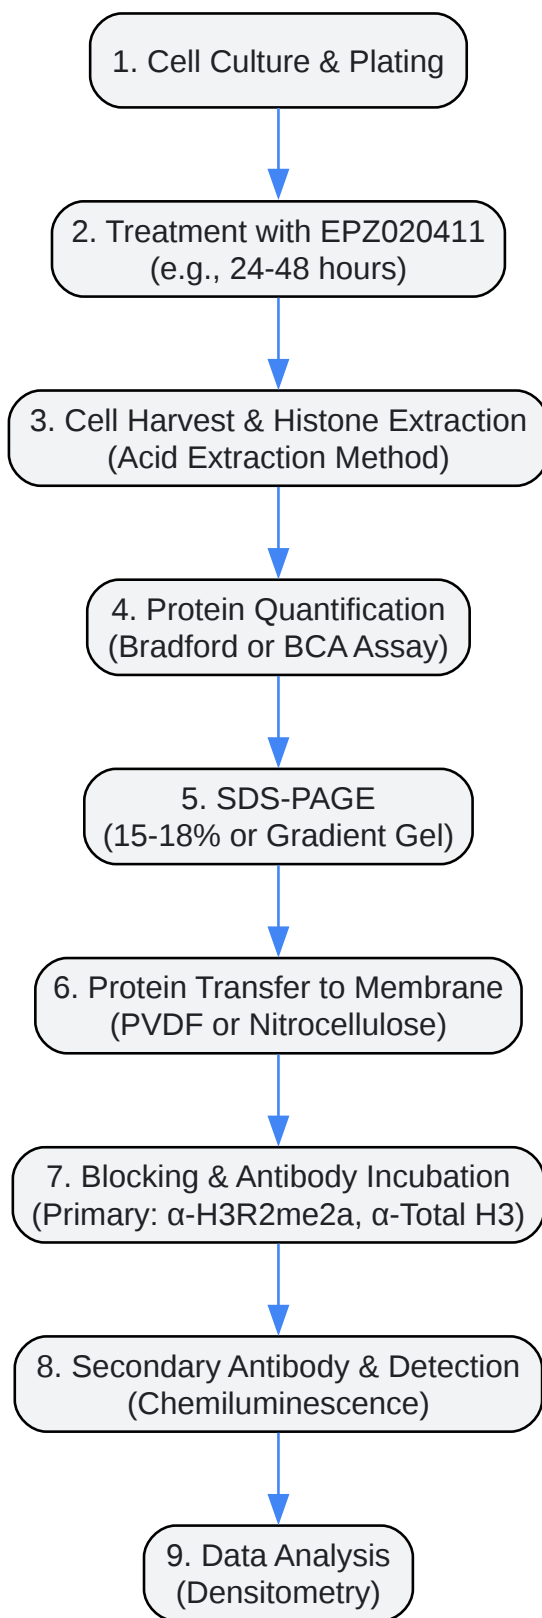 1. Cell Culture & Plating
2. Treatment with EPZ020411
(e.g., 24-48 hours)
3. Cell Harvest & Histone Extraction
(Acid Extraction Method)
4. Protein Quantification
(Bradford or BCA Assay)
5. SDS-PAGE
(15-18% or Gradient Gel)
6. Protein Transfer to Membrane
(PVDF or Nitrocellulose)
7. Blocking & Antibody Incubation
(Primary: α-H3R2me2a, α-Total H3)
8. Secondary Antibody & Detection
(Chemiluminescence)
9. Data Analysis
(Densitometry)